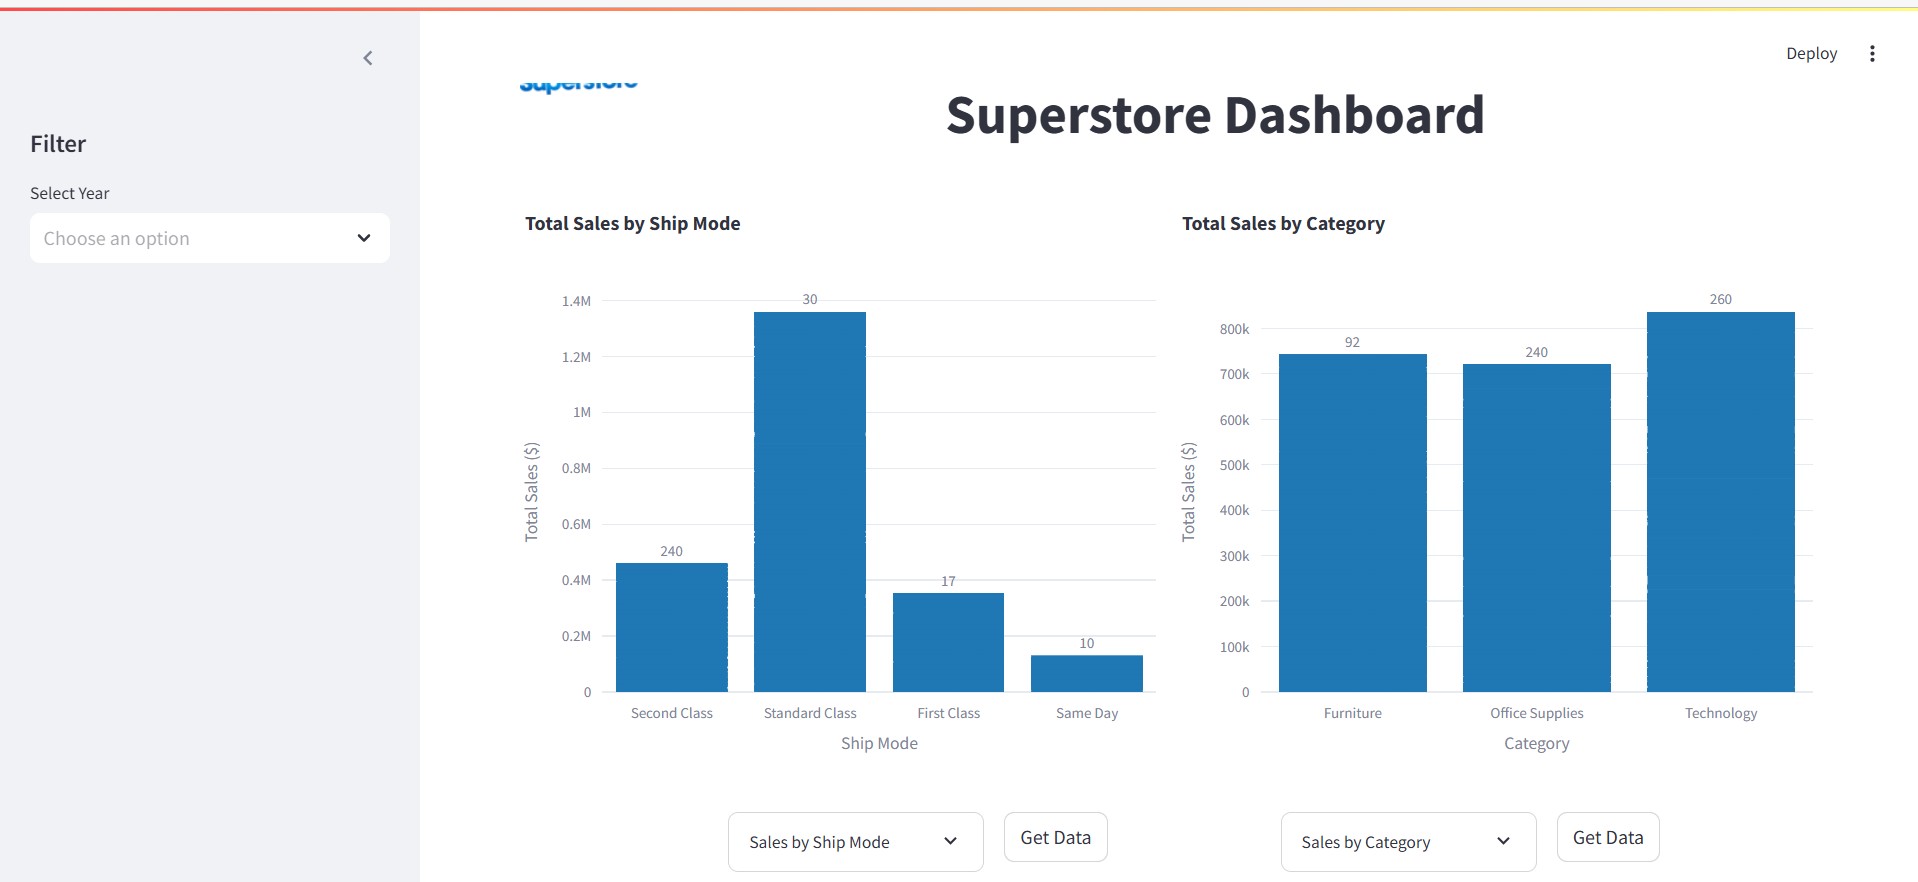 Deploy
Superstore
Superstore Dashboard
Filter
Select Year
Choose an option
Total Sales by Ship Mode
1.4M
1.2M
1M
0.8M
0.6M
0.4M
0.2M
0
Total Sales ($)
240
30
17
10
Second Class
Standard Class
First Class
Same Day
Ship Mode
Total Sales by Category
800k
700k
600k
500k
400k
300k
200k
100k
0
Total Sales ($)
92
240
260
Furniture
Office Supplies
Technology
Category
Sales by Ship Mode
Get Data
Sales by Category
Get Data